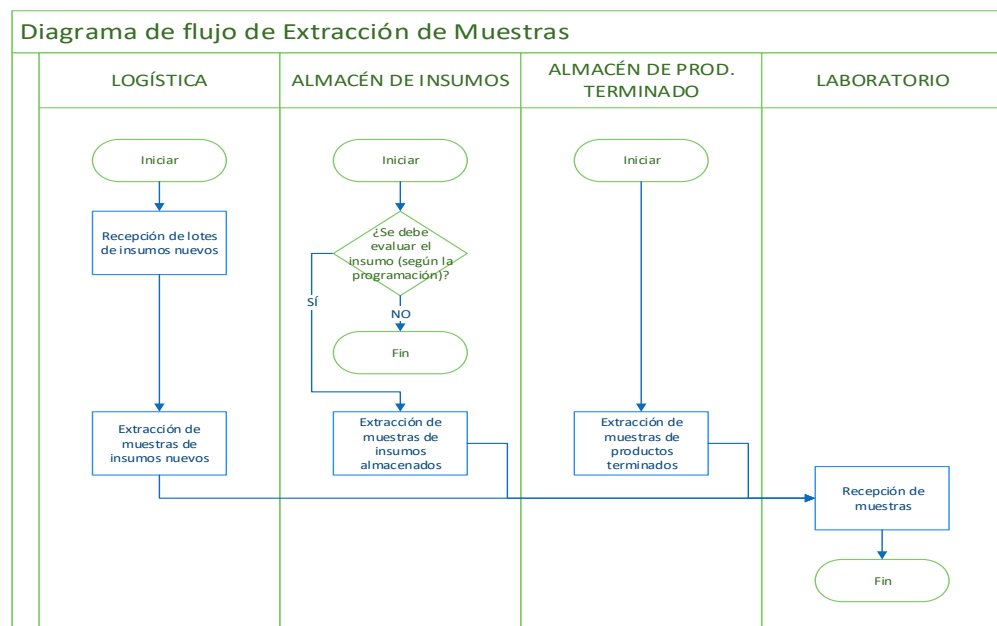 Diagrama de flujo de Extracción de Muestras
LOGÍSTICA
ALMACÉN DE INSUMOS
ALMACÉN DE PROD.
TERMINADO
LABORATORIO
Iniciar
Iniciar
Iniciar
Recepción de lotes
de insumos nuevos
¿Se debe
evaluar el
insumo (según la
programación)?
SÍ
NO
Fin
Extracción de
muestras de
insumos nuevos
Extracción de
muestras de
insumos
almacenados
Extracción de
muestras de
productos
terminados
Recepción de
muestras
Fin